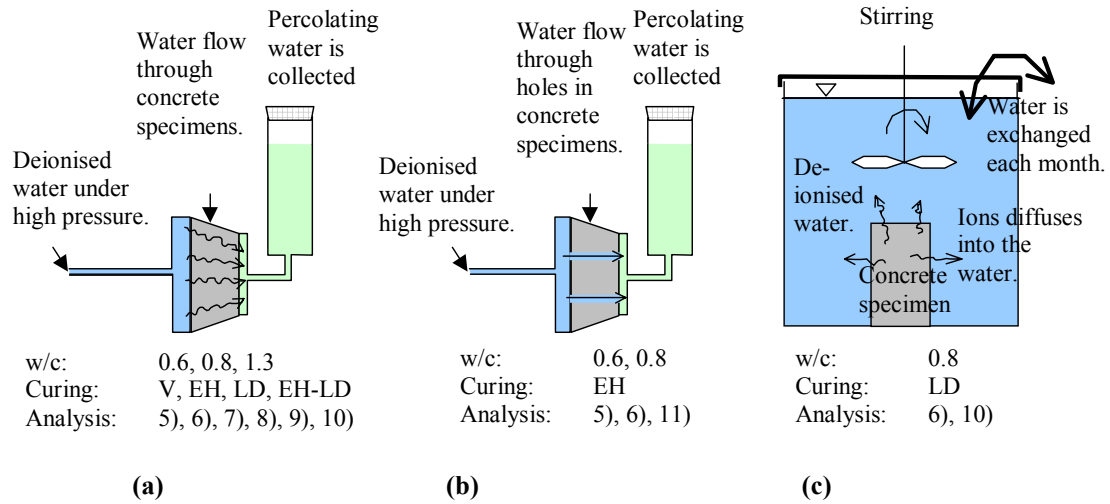 Water flow
through
concrete
specimens.
Percolating
water is
collected
Deionised
water under
high pressure.
w/c: 0.6, 0.8, 1.3
Curing: V, EH, LD, EH-LD
Analysis: 5), 6), 7), 8), 9), 10)
(a)
Water flow
through
holes in
concrete
specimens.
Percolating
water is
collected
Deionised
water under
high pressure.
w/c: 0.6, 0.8
Curing: EH
Analysis: 5), 6), 11)
(b)
Stirring
Water is
exchanged
each month.
De-
ionised
water.
Ions diffuses
into the
water.
Concrete
specimen
w/c: 0.8
Curing: LD
Analysis: 6), 10)
(c)